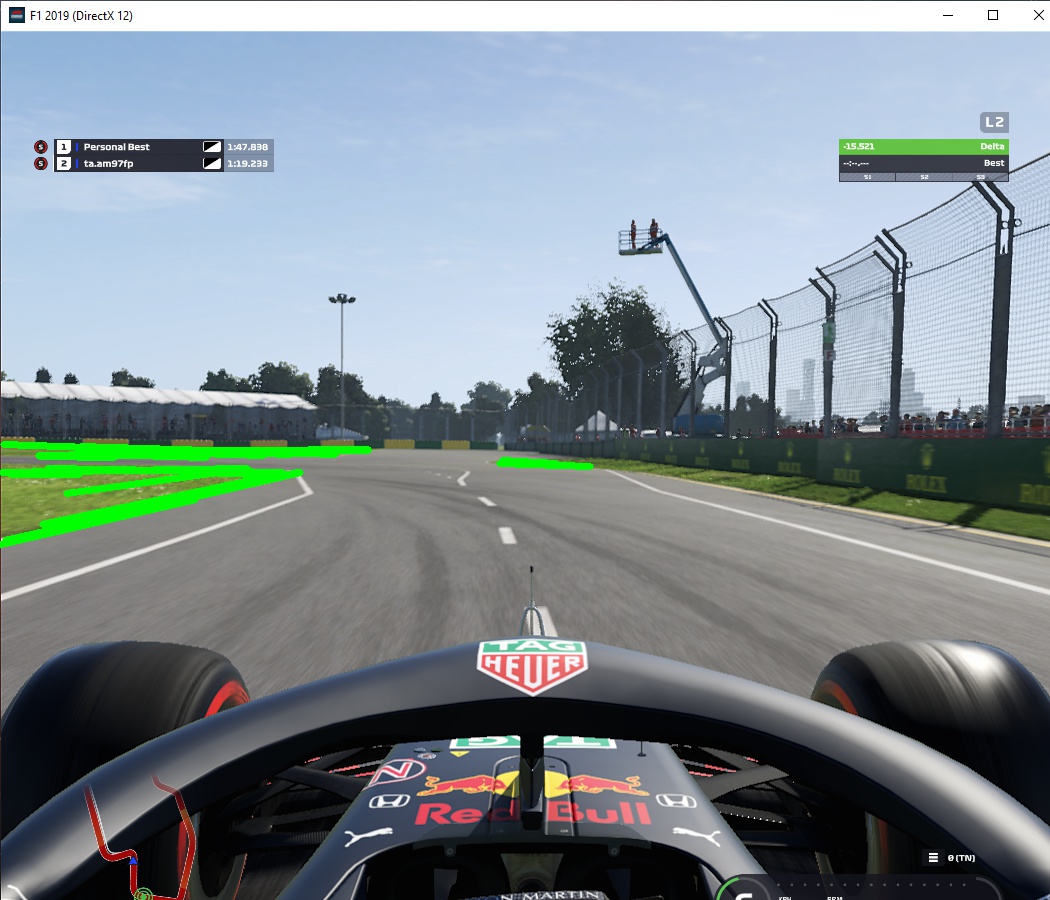 F1 2019 (DirectX 12)
L2
S 1 Personal Best 1:47.838
S 2 ta.am97fp 1:19.233
-15.521 Delta
--:--.--- Best
S1 S2 S3
ROLEX
ROLEX
ROLEX
TAG
HEUER
Red Bull
0 (TN)